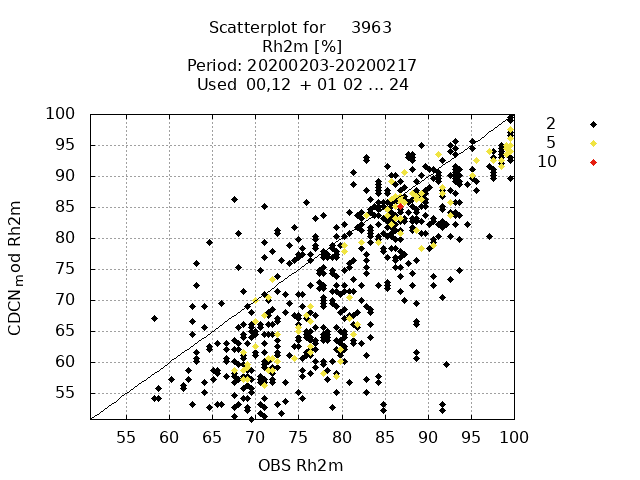 Scatterplot for 3963
Rh2m [%]
Period: 20200203-20200217
Used 00,12 + 01 02 ... 24
CDCN_mod Rh2m
100
95
90
85
80
75
70
65
60
55
55 60 65 70 75 80 85 90 95 100
OBS Rh2m
2
5
10